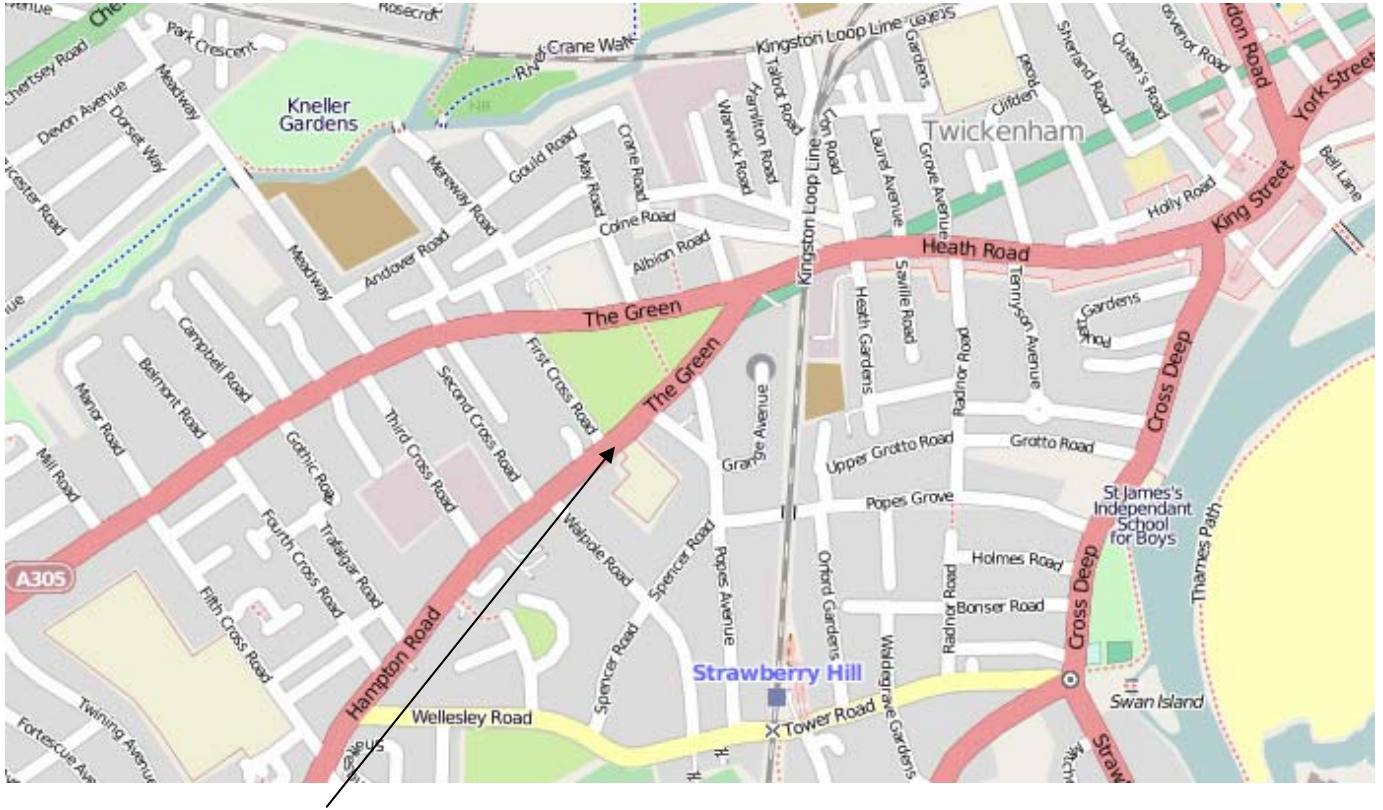 Rosecroft
Park Crescent
River Crane Walk
Kingston Loop Line
Staten
Gardens
Chertsey Road
Meadway
Devon Avenue
Dorset Way
Kneller
Gardens
Talbot Road
Hamilton Road
Warwick Road
Crane Road
Gould Road
May Road
Mereway Road
Kingston Loop Line
Laurel Avenue
Grove Avenue
Clifden
Road
Sherland Road
Queen's Road
Twickenham
York Street
King Street
Bell Lane
Holly Road
Meadway
Andover Road
Colne Road
Albion Road
Heath Road
Saville Road
Heath Gardens
Radnor Road
Tennyson Avenue
Gardens
Cross Deep
The Green
The Green
First Cross Road
Second Cross Road
Third Cross Road
Campbell Road
Belmont Road
Manor Road
Mill Road
Gothic Road
Fourth Cross Road
Trafalgar Road
Fifth Cross Road
Grange Avenue
Upper Grotto Road
Grotto Road
Popes Grove
St James's
Independant
School
for Boys
Thames Path
Walpole Road
Spencer Road
Spencer Road
Popes Avenue
Orford Gardens
Holmes Road
Bonser Road
Radnor Road
Waldegrave Gardens
Cross Deep
A305
Hampton Road
Wellesley Road
Strawberry Hill
Tower Road
Swan Island
Twining Avenue